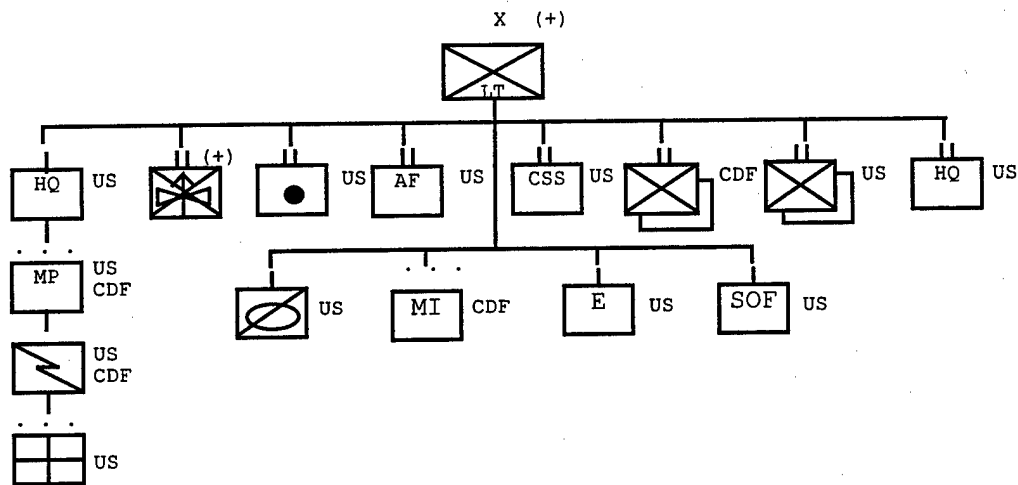 X (+)
LT
(+)
HQ US
US
AF US
CSS US
CDF
US
HQ US
MP US
CDF
US
MI CDF
E US
SOF US
US
CDF
US